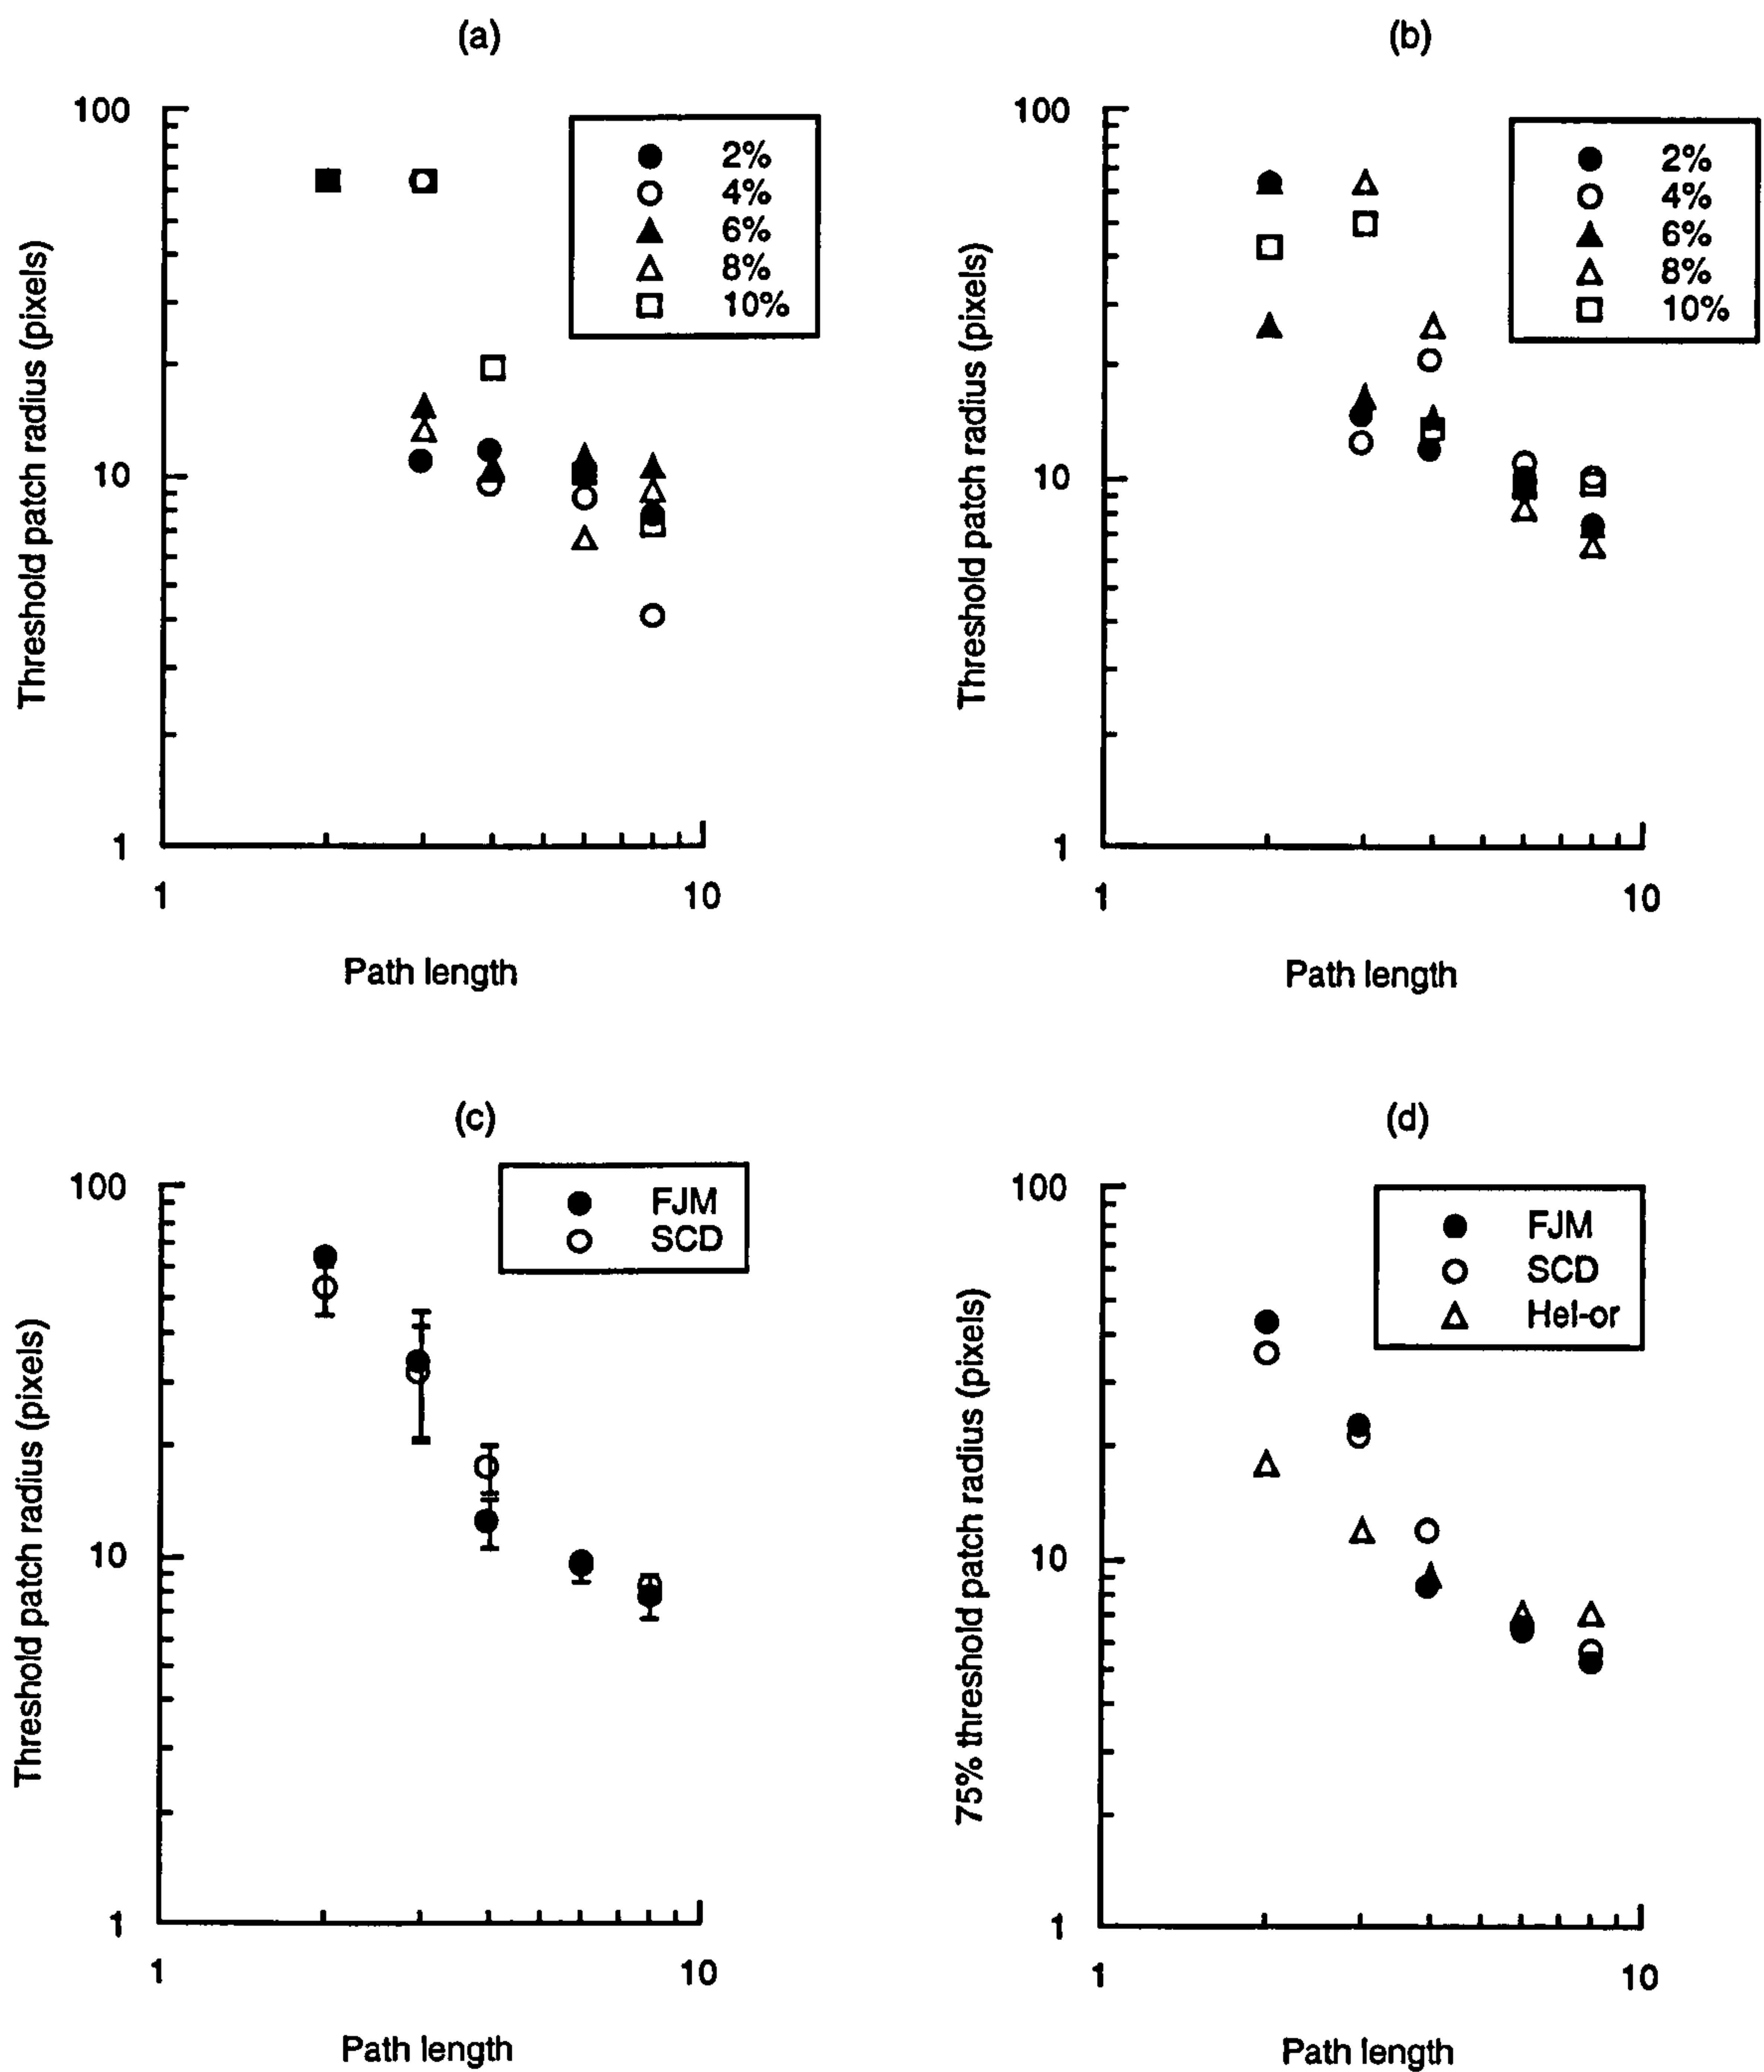 (a)
100
10
1
1
10
Threshold patch radius (pixels)
Path length
2%
4%
6%
8%
10%
(b)
100
10
1
1
10
Threshold patch radius (pixels)
Path length
2%
4%
6%
8%
10%
(c)
100
10
1
1
10
Threshold patch radius (pixels)
Path length
FJM
SCD
(d)
100
10
1
1
10
75% threshold patch radius (pixels)
Path length
FJM
SCD
Hel-or